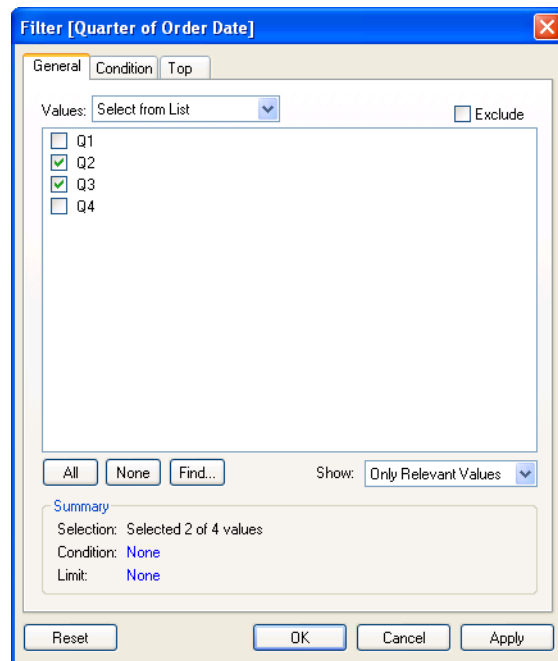 Filter [Quarter of Order Date]
General Condition Top
Values: Select from List Exclude
Q1
Q2
Q3
Q4
All None Find... Show: Only Relevant Values
Summary
Selection: Selected 2 of 4 values
Condition: None
Limit: None
Reset OK Cancel Apply